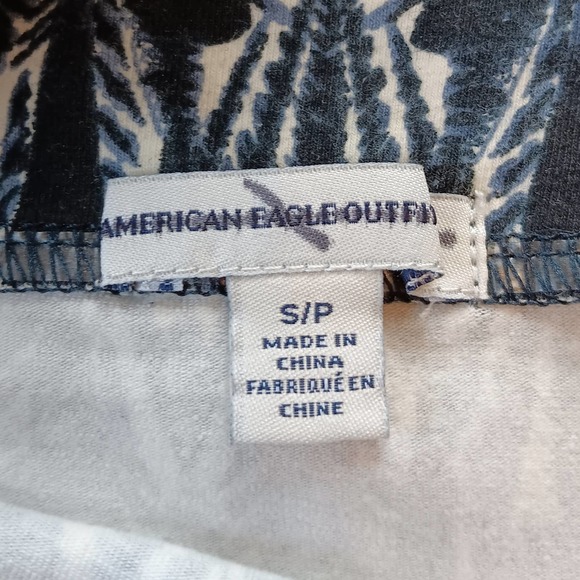 AMERICAN EAGLE OUTFI
S/P
MADE IN
CHINA
FABRIQUÉ EN
CHINE